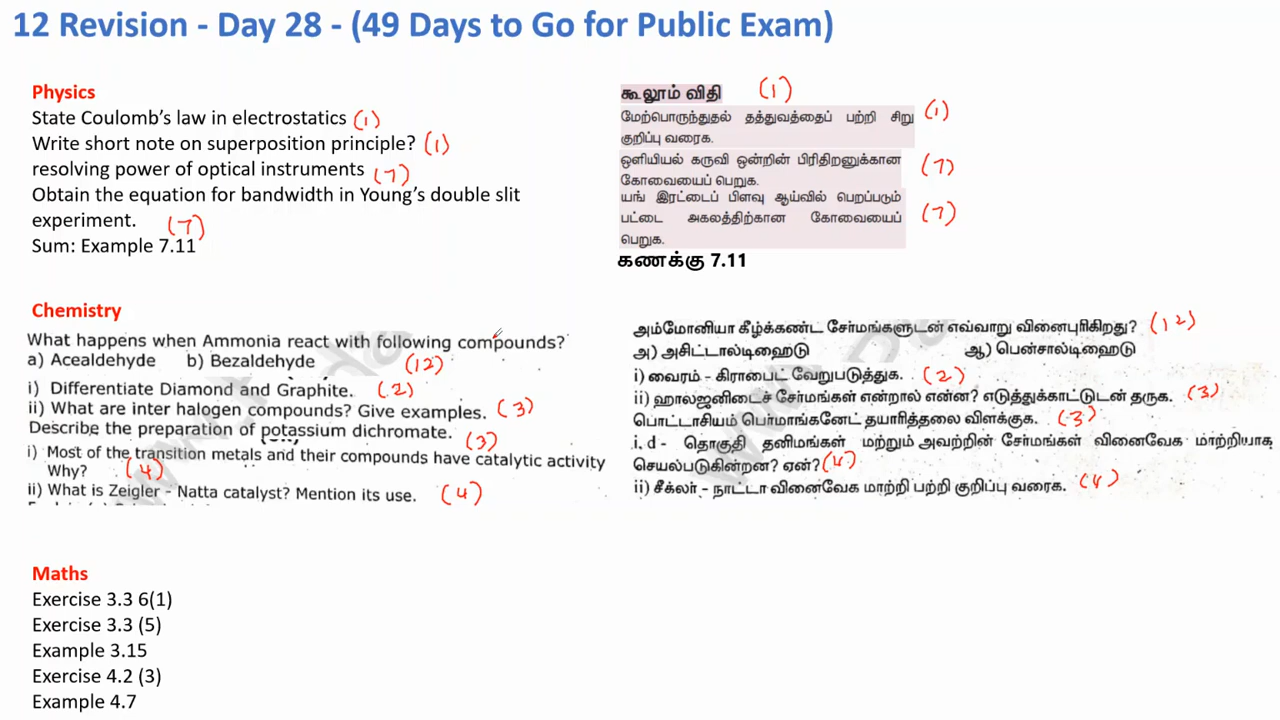 12 Revision - Day 28 - (49 Days to Go for Public Exam)
Physics
State Coulomb's law in electrostatics (1)
Write short note on superposition principle? (1)
resolving power of optical instruments (7)
Obtain the equation for bandwidth in Young's double slit
experiment. (7)
Sum: Example 7.11
கூலூம் விதி (1)
மேற்பொருந்துதல் தத்துவத்தைப் பற்றி சிறு (1)
குறிப்பு வரைக.
ஒளியியல் கருவி ஒன்றின் பிரிதிறனுக்கான (7)
கோவையைப் பெறுக.
யங் இரட்டைப் பிளவு ஆய்வில் பெறப்படும்
பட்டை அகலத்திற்கான கோவையைப் (7)
பெறுக.
கணக்கு 7.11
Chemistry
What happens when Ammonia react with following compounds?
a) Acealdehyde b) Bezaldehyde (12)
i) Differentiate Diamond and Graphite. (2)
ii) What are inter halogen compounds? Give examples. (3)
Describe the preparation of potassium dichromate. (3)
i) Most of the transition metals and their compounds have catalytic activity
Why? (4)
ii) What is Zeigler - Natta catalyst? Mention its use. (4)
அம்மோனியா கீழ்க்கண்ட சேர்மங்களுடன் எவ்வாறு வினைபுரிகிறது? (12)
அ) அசிட்டால்டிஹைடு ஆ) பென்சால்டிஹைடு
i) வைரம் - கிராபைட் வேறுபடுத்துக. (2)
ii) ஹாலஜனிடைச் சேர்மங்கள் என்றால் என்ன? எடுத்துக்காட்டுடன் தருக. (3)
பொட்டாசியம் பெர்மாங்கனேட் தயாரித்தலை விளக்குக. (3)
i. d - தொகுதி தனிமங்கள் மற்றும் அவற்றின் சேர்மங்கள் வினைவேக மாற்றியாக
செயல்படுகின்றன? ஏன்? (4)
ii) சீக்லர் - நாட்டா வினைவேக மாற்றி பற்றி குறிப்பு வரைக. (4)
Maths
Exercise 3.3 6(1)
Exercise 3.3 (5)
Example 3.15
Exercise 4.2 (3)
Example 4.7